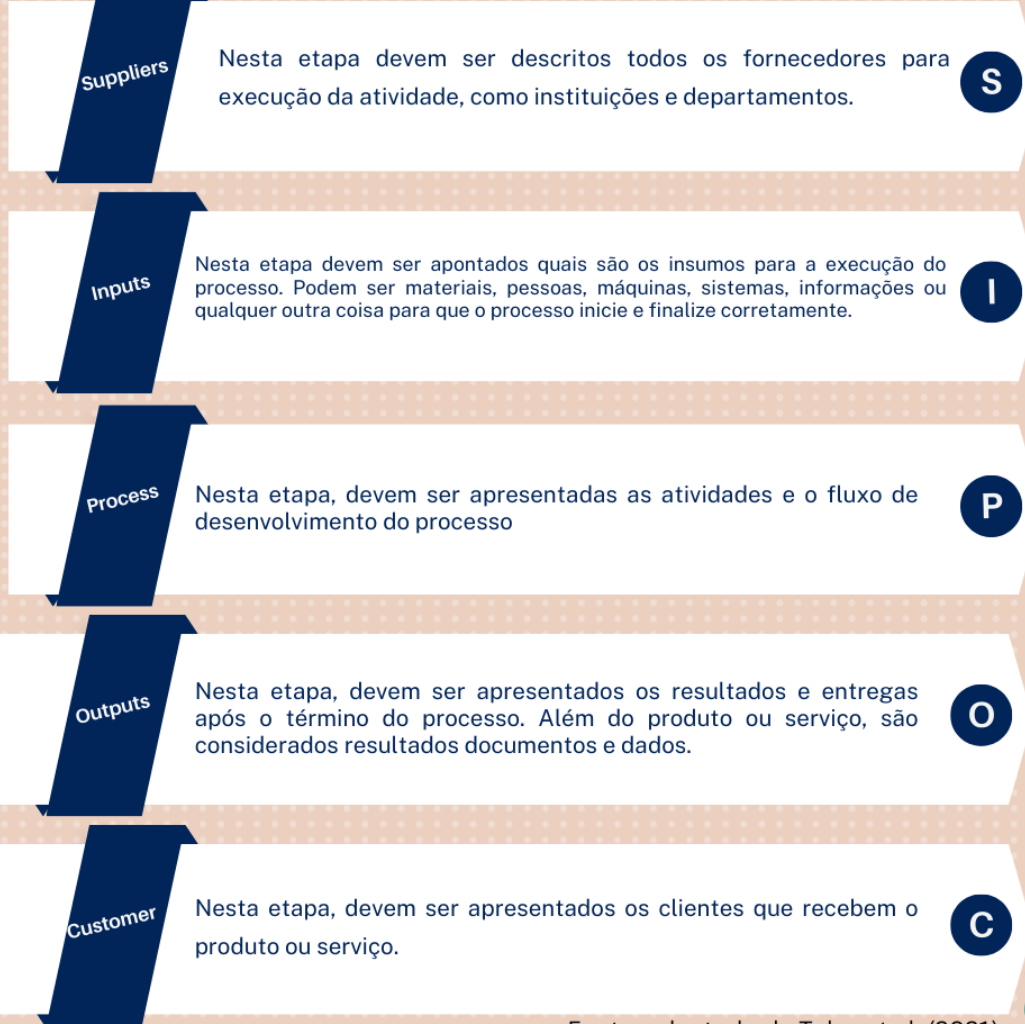 Suppliers
Nesta etapa devem ser descritos todos os fornecedores para
execução da atividade, como instituições e departamentos.
S
Inputs
Nesta etapa devem ser apontados quais são os insumos para a execução do
processo. Podem ser materiais, pessoas, máquinas, sistemas, informações ou
qualquer outra coisa para que o processo inicie e finalize corretamente.
I
Process
Nesta etapa, devem ser apresentadas as atividades e o fluxo de
desenvolvimento do processo
P
Outputs
Nesta etapa, devem ser apresentados os resultados e entregas
após o término do processo. Além do produto ou serviço, são
considerados resultados documentos e dados.
O
Customer
Nesta etapa, devem ser apresentados os clientes que recebem o
produto ou serviço.
C